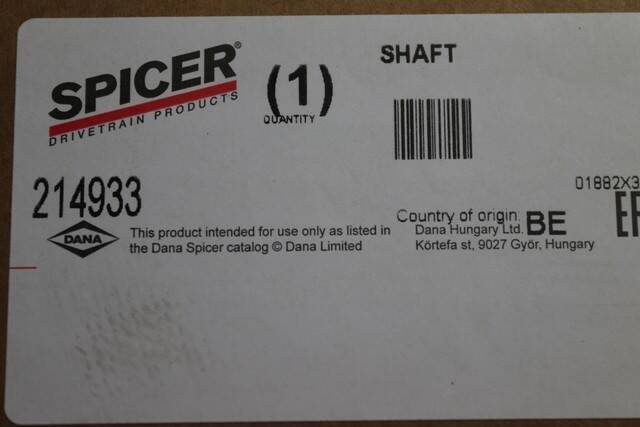 SPICER®
DRIVETRAIN PRODUCTS
(1)
QUANTITY
SHAFT
214933
01882X3
DANA
This product intended for use only as listed in
the Dana Spicer catalog © Dana Limited
Country of origin: BE
Dana Hungary Ltd.
Körtefa st, 9027 Győr, Hungary